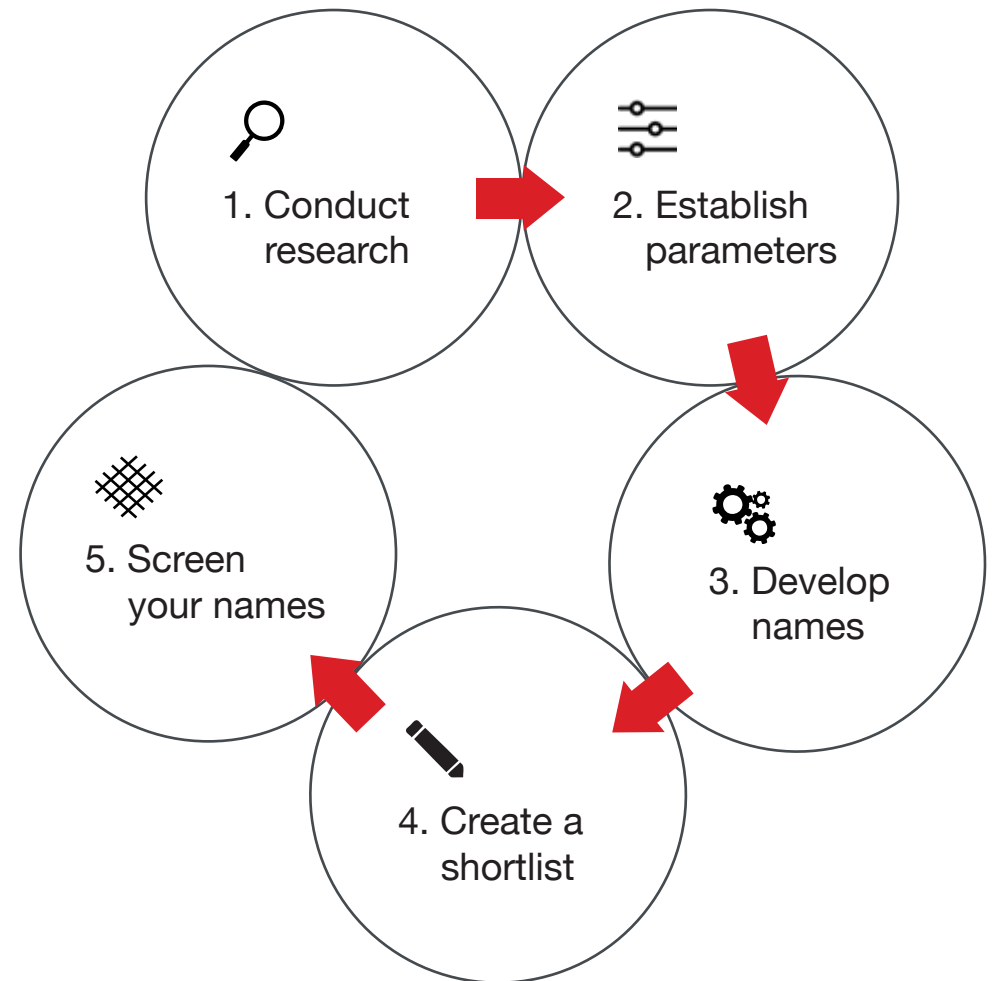 1. Conduct
research
2. Establish
parameters
3. Develop
names
4. Create a
shortlist
5. Screen
your names